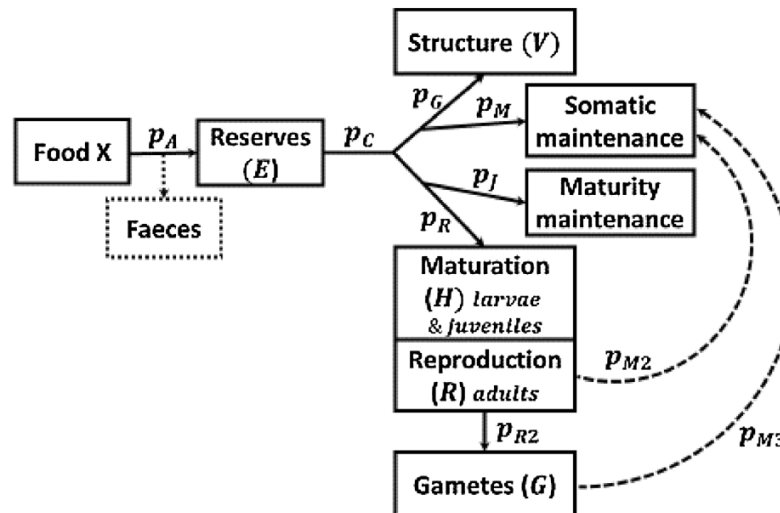 Structure (V)
p_G
p_M
Somatic
maintenance
Food X
p_A
Reserves
(E)
p_C
Faeces
p_J
Maturity
maintenance
p_R
Maturation
(H) larvae
& juveniles
Reproduction
(R) adults
p_M2
p_R2
p_M3
Gametes (G)